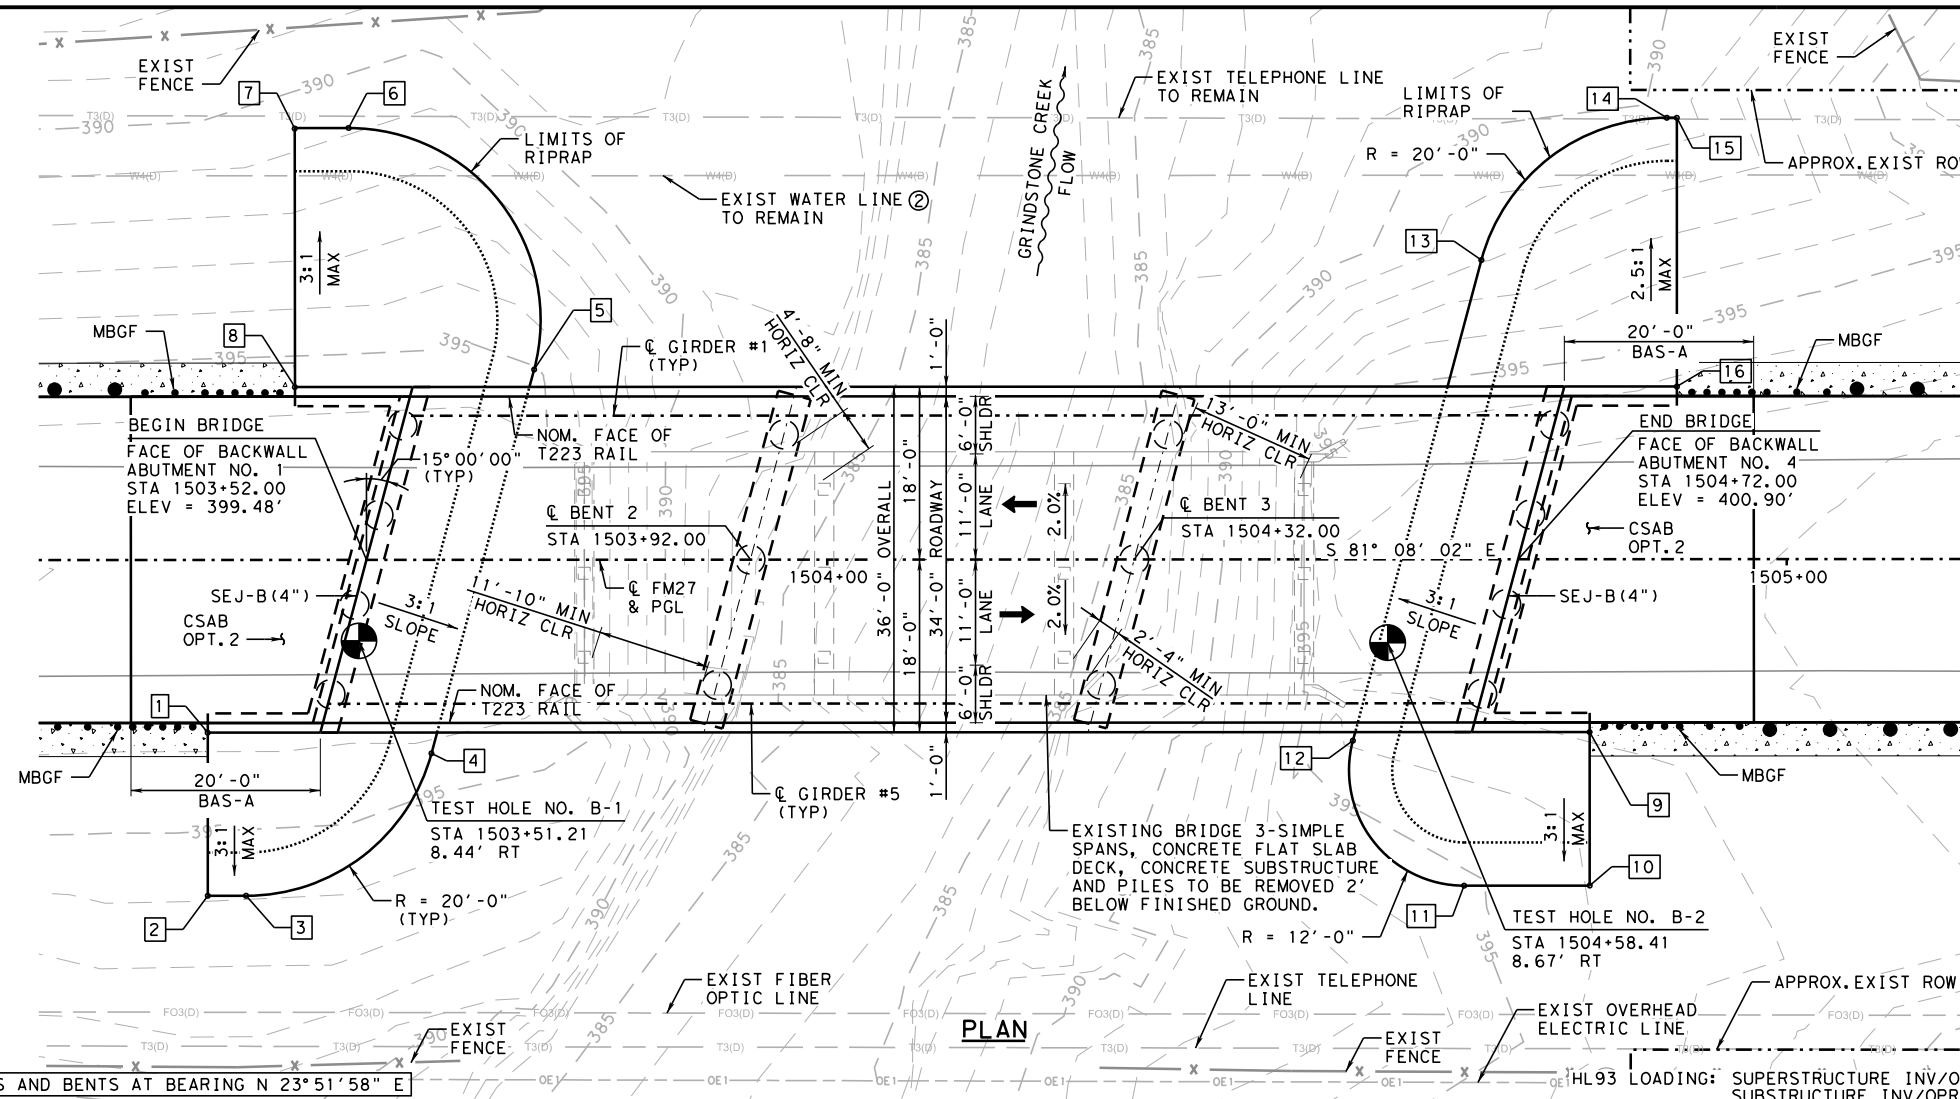 EXIST
FENCE
7
6
LIMITS OF
RIPRAP
EXIST WATER LINE ②
TO REMAIN
GRINDSTONE CREEK
FLOW
EXIST TELEPHONE LINE
TO REMAIN
LIMITS OF
RIPRAP
R = 20'-0"
14
15
EXIST
FENCE
APPROX. EXIST RO
13
3:1
MAX
2.5:1
MAX
MBGF
8
5
℄ GIRDER #1
(TYP)
4'-8" MIN
HORIZ CLR
1'-0"
20'-0"
BAS-A
MBGF
16
BEGIN BRIDGE
FACE OF BACKWALL
ABUTMENT NO. 1
STA 1503+52.00
ELEV = 399.48'
15°00'00"
(TYP)
NOM. FACE OF
T223 RAIL
13'-0" MIN
HORIZ CLR
END BRIDGE
FACE OF BACKWALL
ABUTMENT NO. 4
STA 1504+72.00
ELEV = 400.90'
℄ BENT 2
STA 1503+92.00
℄ BENT 3
STA 1504+32.00
36'-0" OVERALL
18'-0"
18'-0"
34'-0" ROADWAY
6'-0"
SHLDR
11'-0"
LANE
11'-0"
LANE
6'-0"
SHLDR
2.0%
2.0%
S 81° 08' 02" E
CSAB
OPT.2
1504+00
1505+00
℄ FM27
& PGL
11'-10" MIN
HORIZ CLR
SEJ-B(4")
CSAB
OPT.2
3:1
SLOPE
3:1
SLOPE
SEJ-B(4")
2'-4" MIN
HORIZ CLR
1
NOM. FACE OF
T223 RAIL
MBGF
20'-0"
BAS-A
4
℄ GIRDER #5
(TYP)
1'-0"
12
MBGF
9
3:1
MAX
3:1
MAX
TEST HOLE NO. B-1
STA 1503+51.21
8.44' RT
EXISTING BRIDGE 3-SIMPLE
SPANS, CONCRETE FLAT SLAB
DECK, CONCRETE SUBSTRUCTURE
AND PILES TO BE REMOVED 2'
BELOW FINISHED GROUND.
10
2
3
R = 20'-0"
(TYP)
R = 12'-0"
11
TEST HOLE NO. B-2
STA 1504+58.41
8.67' RT
EXIST FIBER
OPTIC LINE
EXIST TELEPHONE
LINE
APPROX. EXIST ROW
EXIST OVERHEAD
ELECTRIC LINE
EXIST
FENCE
PLAN
EXIST
FENCE
S AND BENTS AT BEARING N 23°51'58" E
HL93 LOADING: SUPERSTRUCTURE INV/O
SUBSTRUCTURE INV/OPR